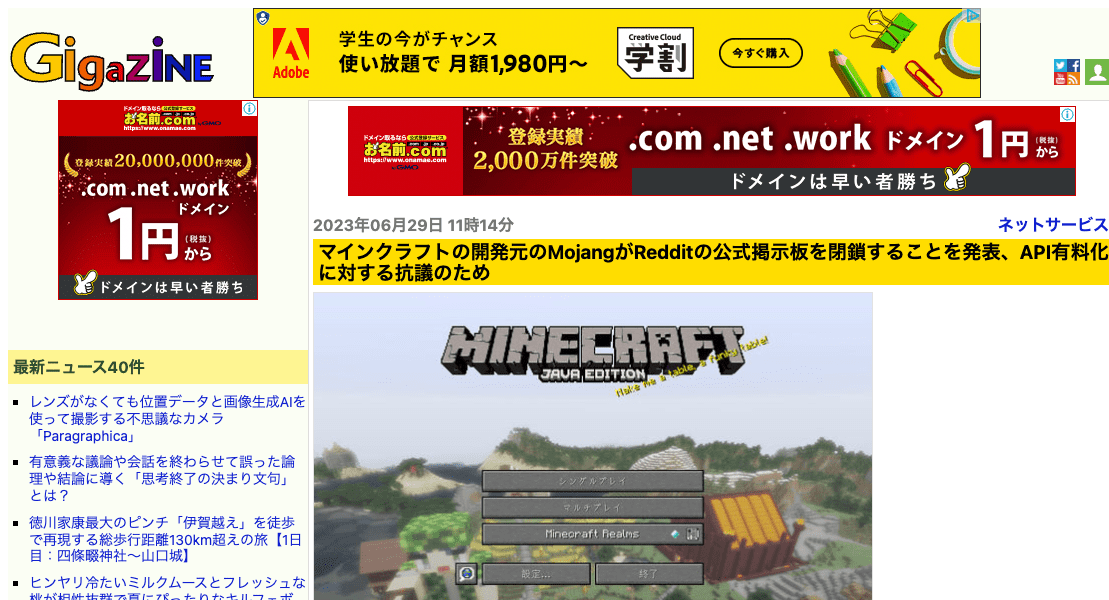 GigaZiNE
Adobe
学生の今がチャンス
使い放題で 月額1,980円〜
Creative Cloud
学割
今すぐ購入
ドメイン取るなら 公式登録サービス
お名前.com
https://www.onamae.com
登録実績20,000,000件突破
.com .net .work
ドメイン
1円(税抜)から
ドメインは早い者勝ち
ドメイン取るなら 公式登録サービス
お名前.com
https://www.onamae.com
登録実績
2,000万件突破
.com .net .work ドメイン 1円(税抜)から
ドメインは早い者勝ち
2023年06月29日 11時14分
ネットサービス
マインクラフトの開発元のMojangがRedditの公式掲示板を閉鎖することを発表、API有料化
に対する抗議のため
MINECRAFT
JAVA EDITION
Make me a table, a funky table!
シングルプレイ
マルチプレイ
Minecraft Realms
設定...
終了
最新ニュース40件
レンズがなくても位置データと画像生成AIを
使って撮影する不思議なカメラ
「Paragraphica」
有意義な議論や会話を終わらせて誤った論
理や結論に導く「思考終了の決まり文句」
とは？
徳川家康最大のピンチ「伊賀越え」を徒歩
で再現する総歩行距離130km超えの旅【1日
目：四條畷神社〜山口城】
ヒンヤリ冷たいミルクムースとフレッシュな
桃が相性抜群で夏にぴったりなキルフェボ